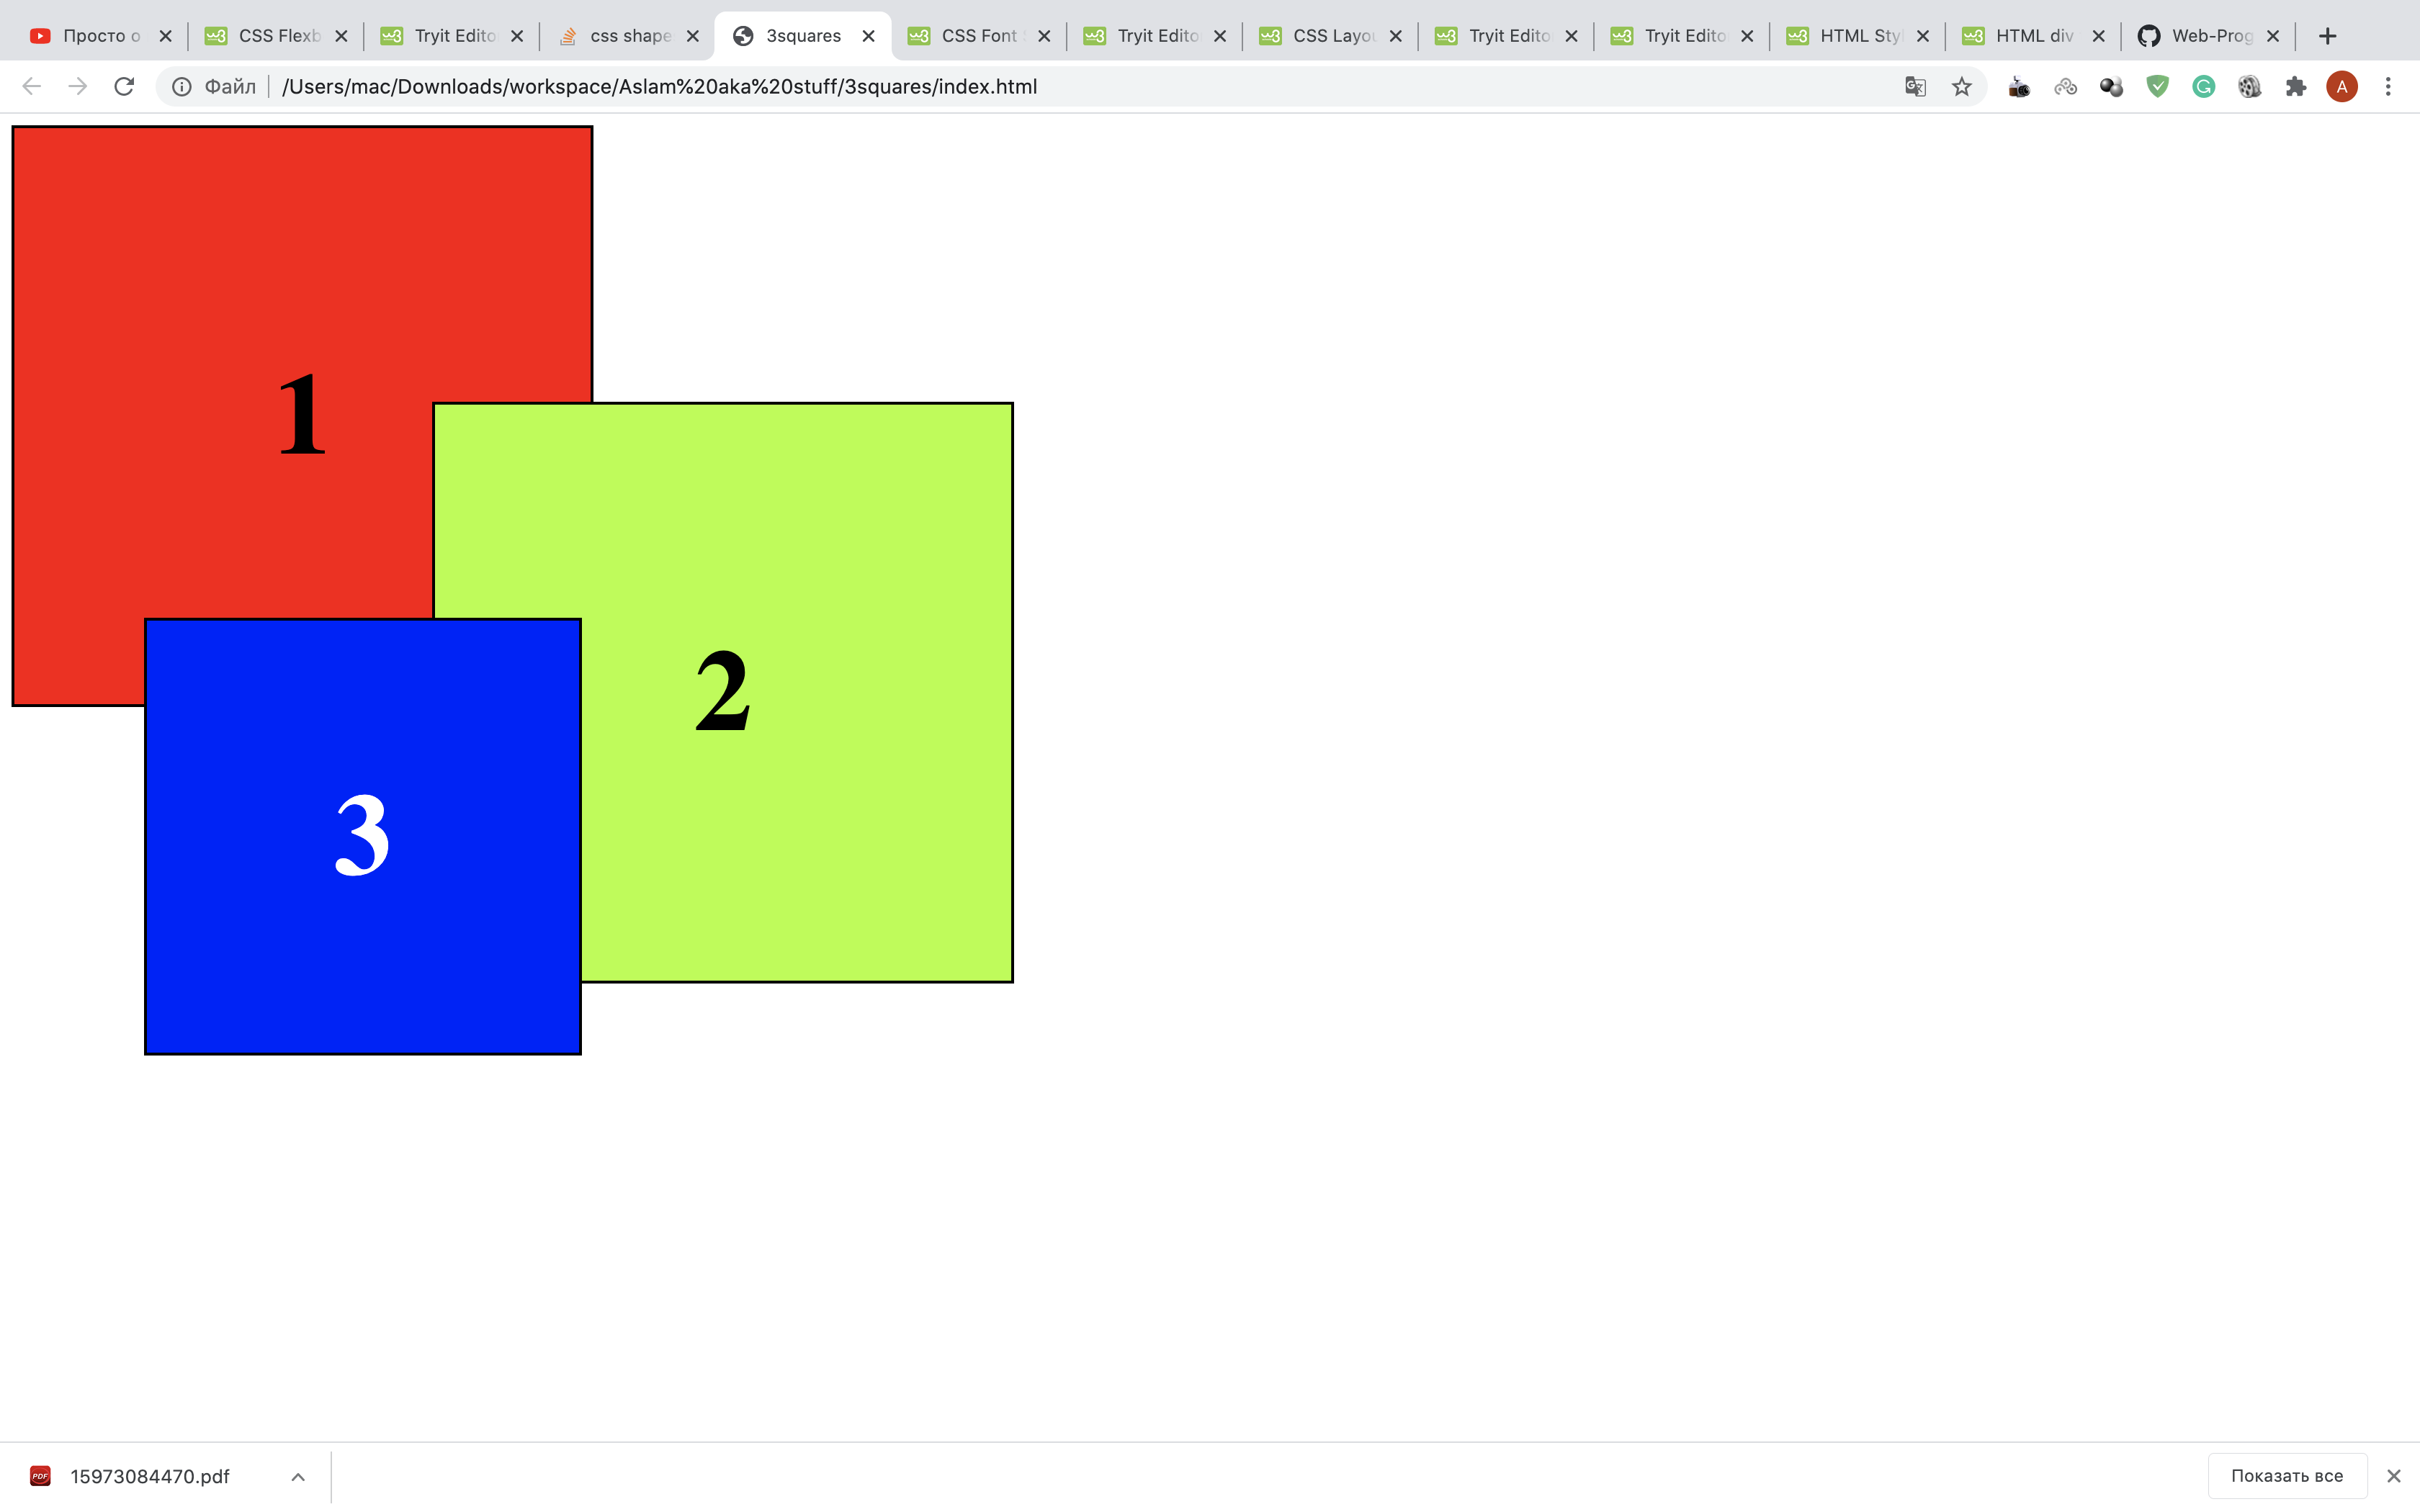 Просто о
CSS Flexb
Tryit Edito
css shape
3squares
CSS Font
Tryit Edito
CSS Layou
Tryit Edito
Tryit Edito
HTML Sty
HTML div
Web-Prog
Файл
/Users/mac/Downloads/workspace/Aslam%20aka%20stuff/3squares/index.html
A
1
2
3
PDF
15973084470.pdf
Показать все